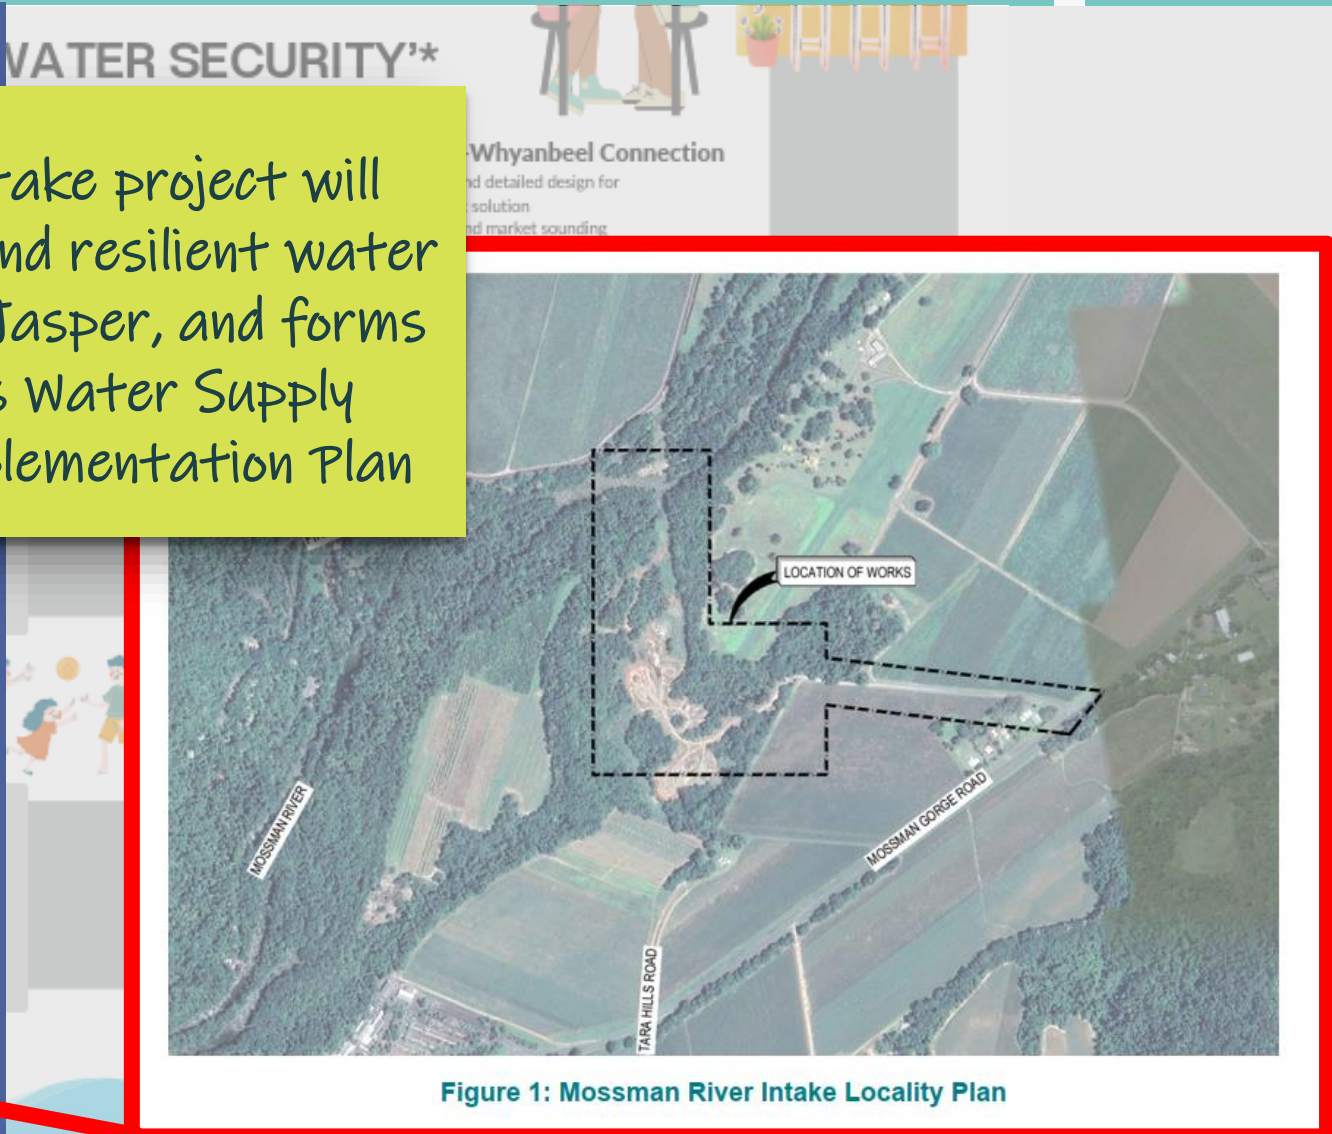 WATER SECURITY'*
take project will
nd resilient water
Jasper, and forms
s Water Supply
plementation Plan
-Whyanbeel Connection
nd detailed design for
solution
nd market sounding
LOCATION OF WORKS
MOSSMAN RIVER
MOSSMAN GORGE ROAD
TARA HILLS ROAD
Figure 1: Mossman River Intake Locality Plan